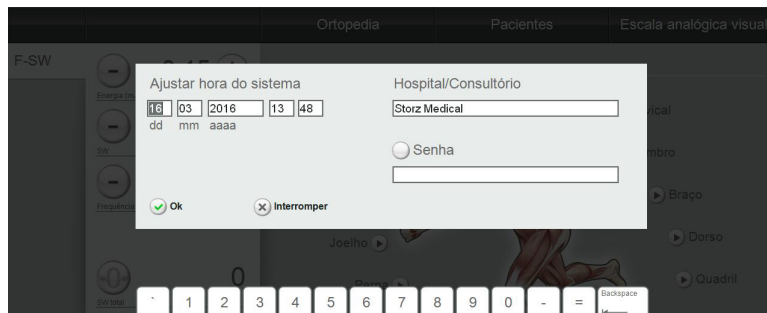 Ortopedia Pacientes Escala analógica visual
F-SW
Energia
Ajustar hora do sistema Hospital/Consultório
16 03 2016 13 48 Storz Medical
dd mm aaaa
SW
Senha
Braço
Frequência
Ok Interromper
Joelho Dorso
Perna Quadril
0
SW total
` 1 2 3 4 5 6 7 8 9 0 - = Backspace